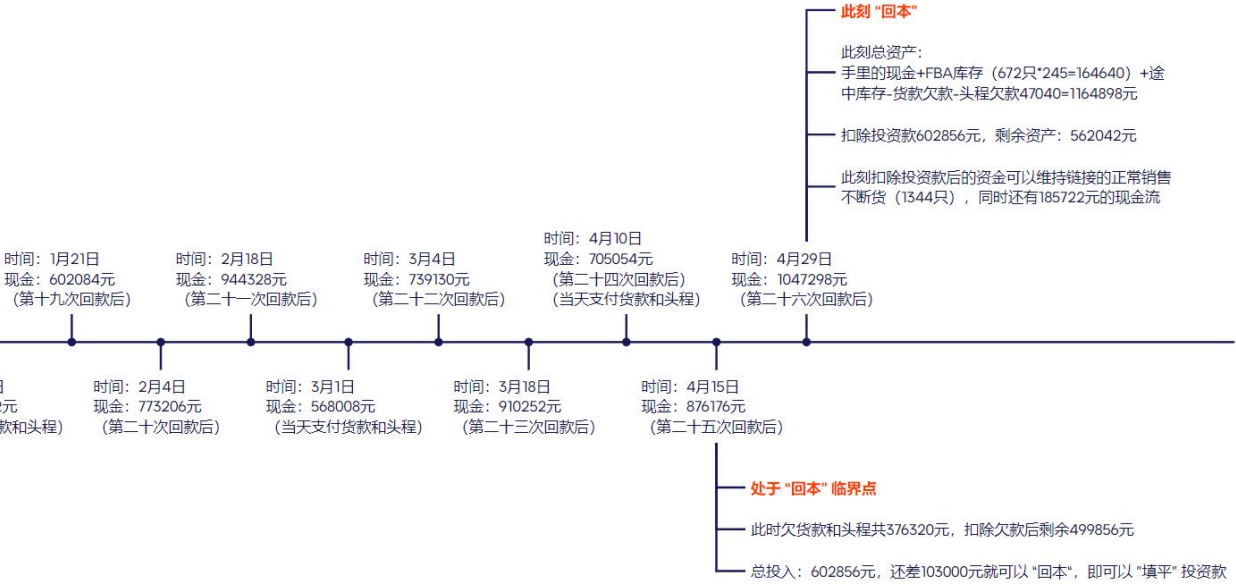 此刻 “回本”
此刻总资产：
手里的现金+FBA库存（672只*245=164640）+途
中库存-货款欠款-头程欠款47040=1164898元
扣除投资款602856元，剩余资产：562042元
此刻扣除投资款后的资金可以维持链接的正常销售
不断货（1344只），同时还有185722元的现金流
时间：1月21日
现金：602084元
（第十九次回款后）
时间：2月18日
现金：944328元
（第二十一次回款后）
时间：3月4日
现金：739130元
（第二十二次回款后）
时间：4月10日
现金：705054元
（第二十四次回款后）
（当天支付货款和头程）
时间：4月29日
现金：1047298元
（第二十六次回款后）
日
元
款和头程）
时间：2月4日
现金：773206元
（第二十次回款后）
时间：3月1日
现金：568008元
（当天支付货款和头程）
时间：3月18日
现金：910252元
（第二十三次回款后）
时间：4月15日
现金：876176元
（第二十五次回款后）
处于 “回本” 临界点
此时欠货款和头程共376320元，扣除欠款后剩余499856元
总投入：602856元，还差103000元就可以 “回本“，即可以 ”填平” 投资款